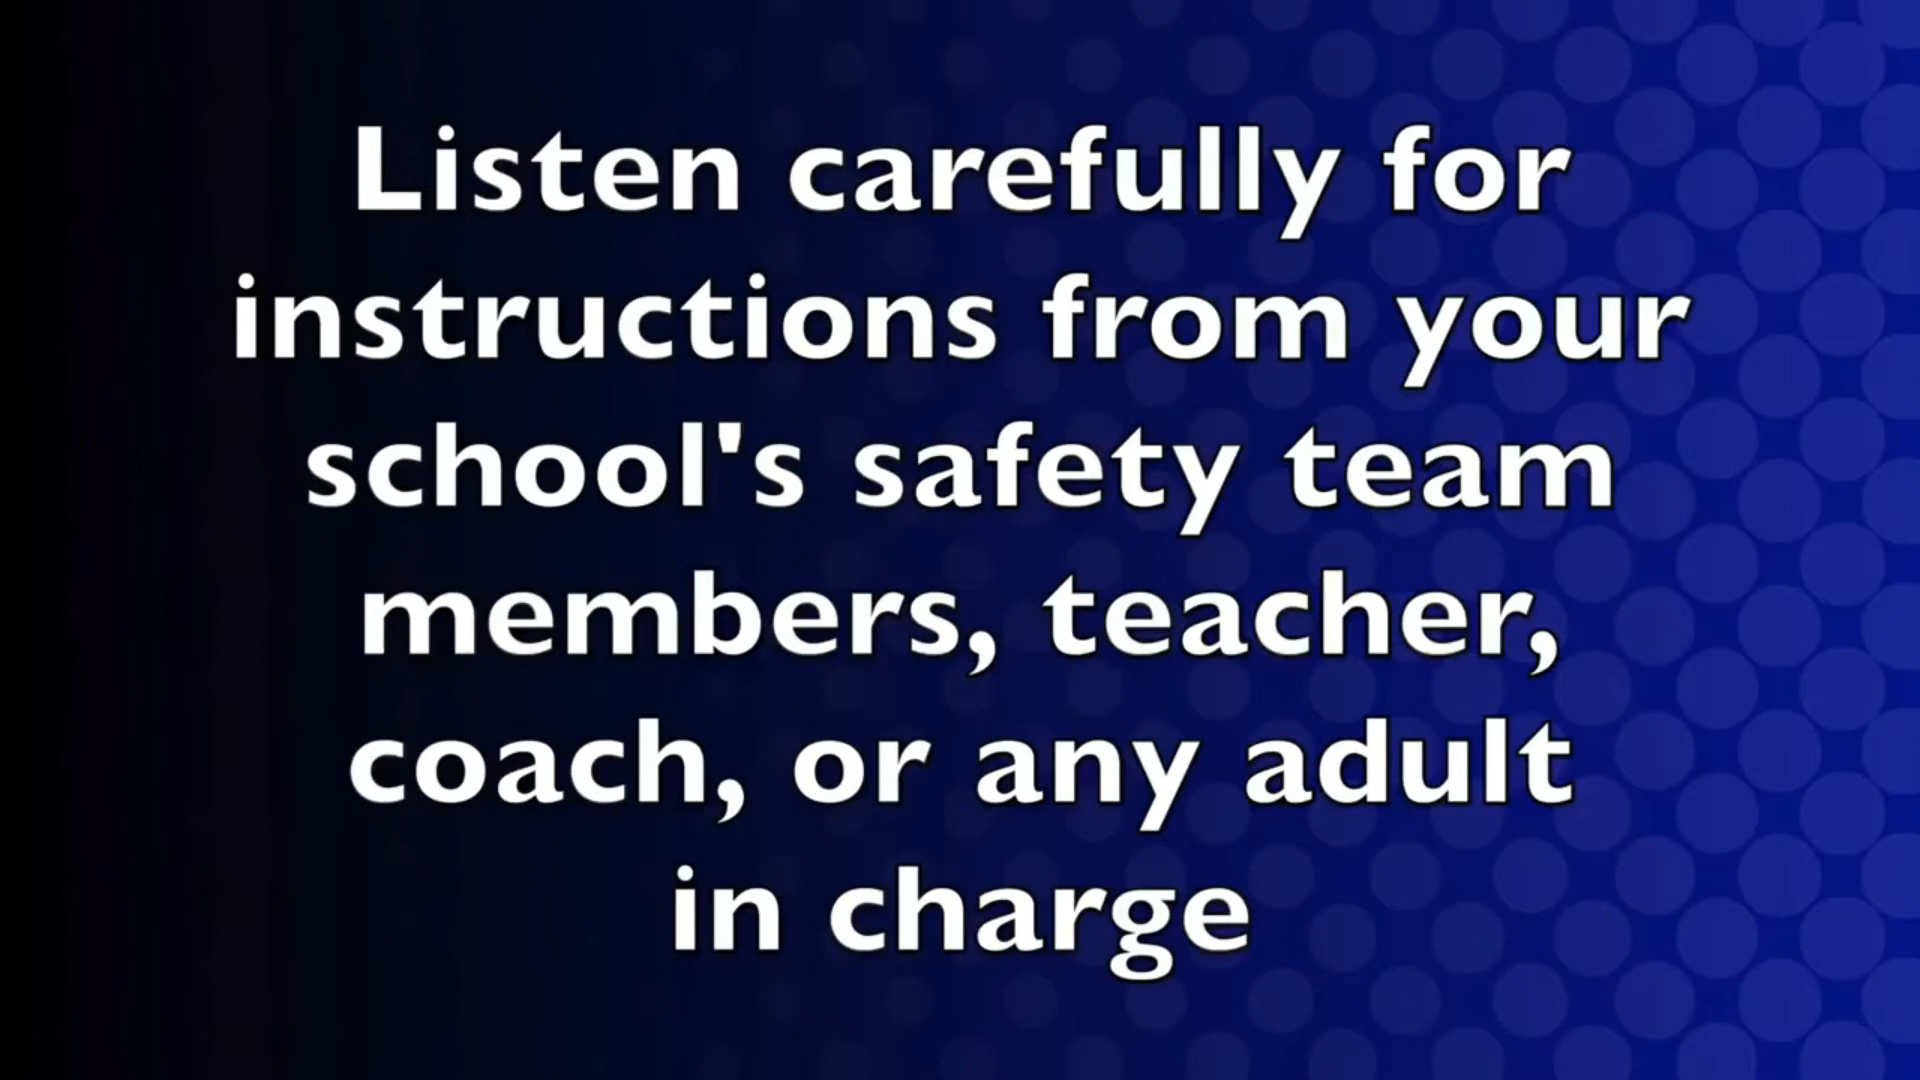 Listen carefully for
instructions from your
school's safety team
members, teacher,
coach, or any adult
in charge